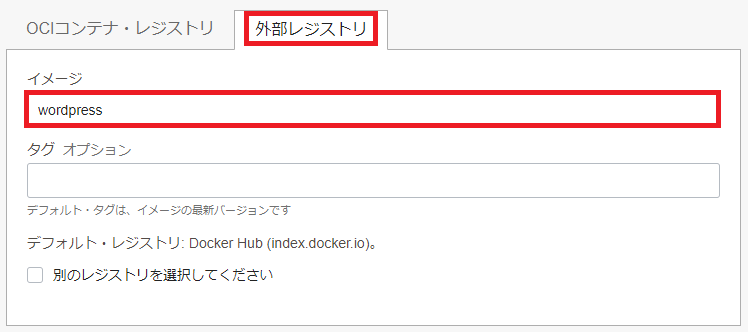 OCIコンテナ・レジストリ 外部レジストリ
イメージ
wordpress
タグ オプション
デフォルト・タグは、イメージの最新バージョンです
デフォルト・レジストリ: Docker Hub (index.docker.io)。
別のレジストリを選択してください